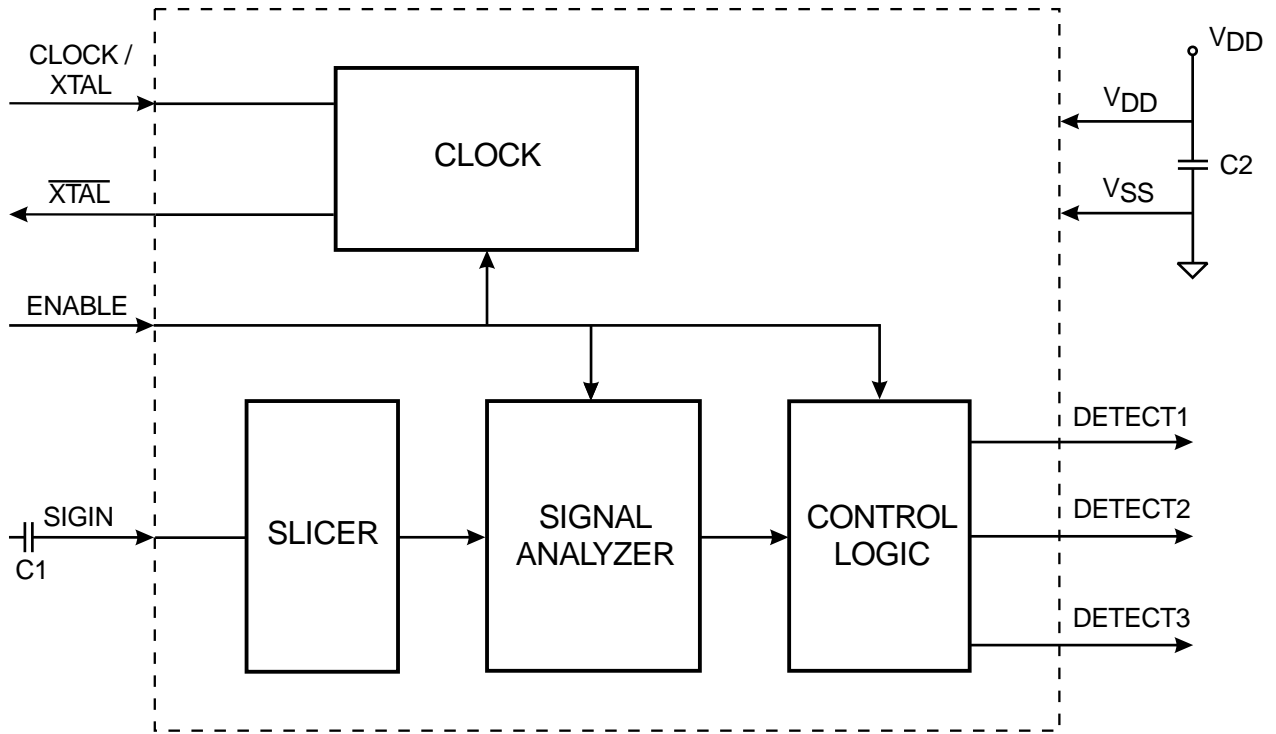 CLOCK /
XTAL
XTAL
ENABLE
SIGIN
C1
CLOCK
SLICER
SIGNAL
ANALYZER
CONTROL
LOGIC
VDD
VDD
C2
VSS
DETECT1
DETECT2
DETECT3